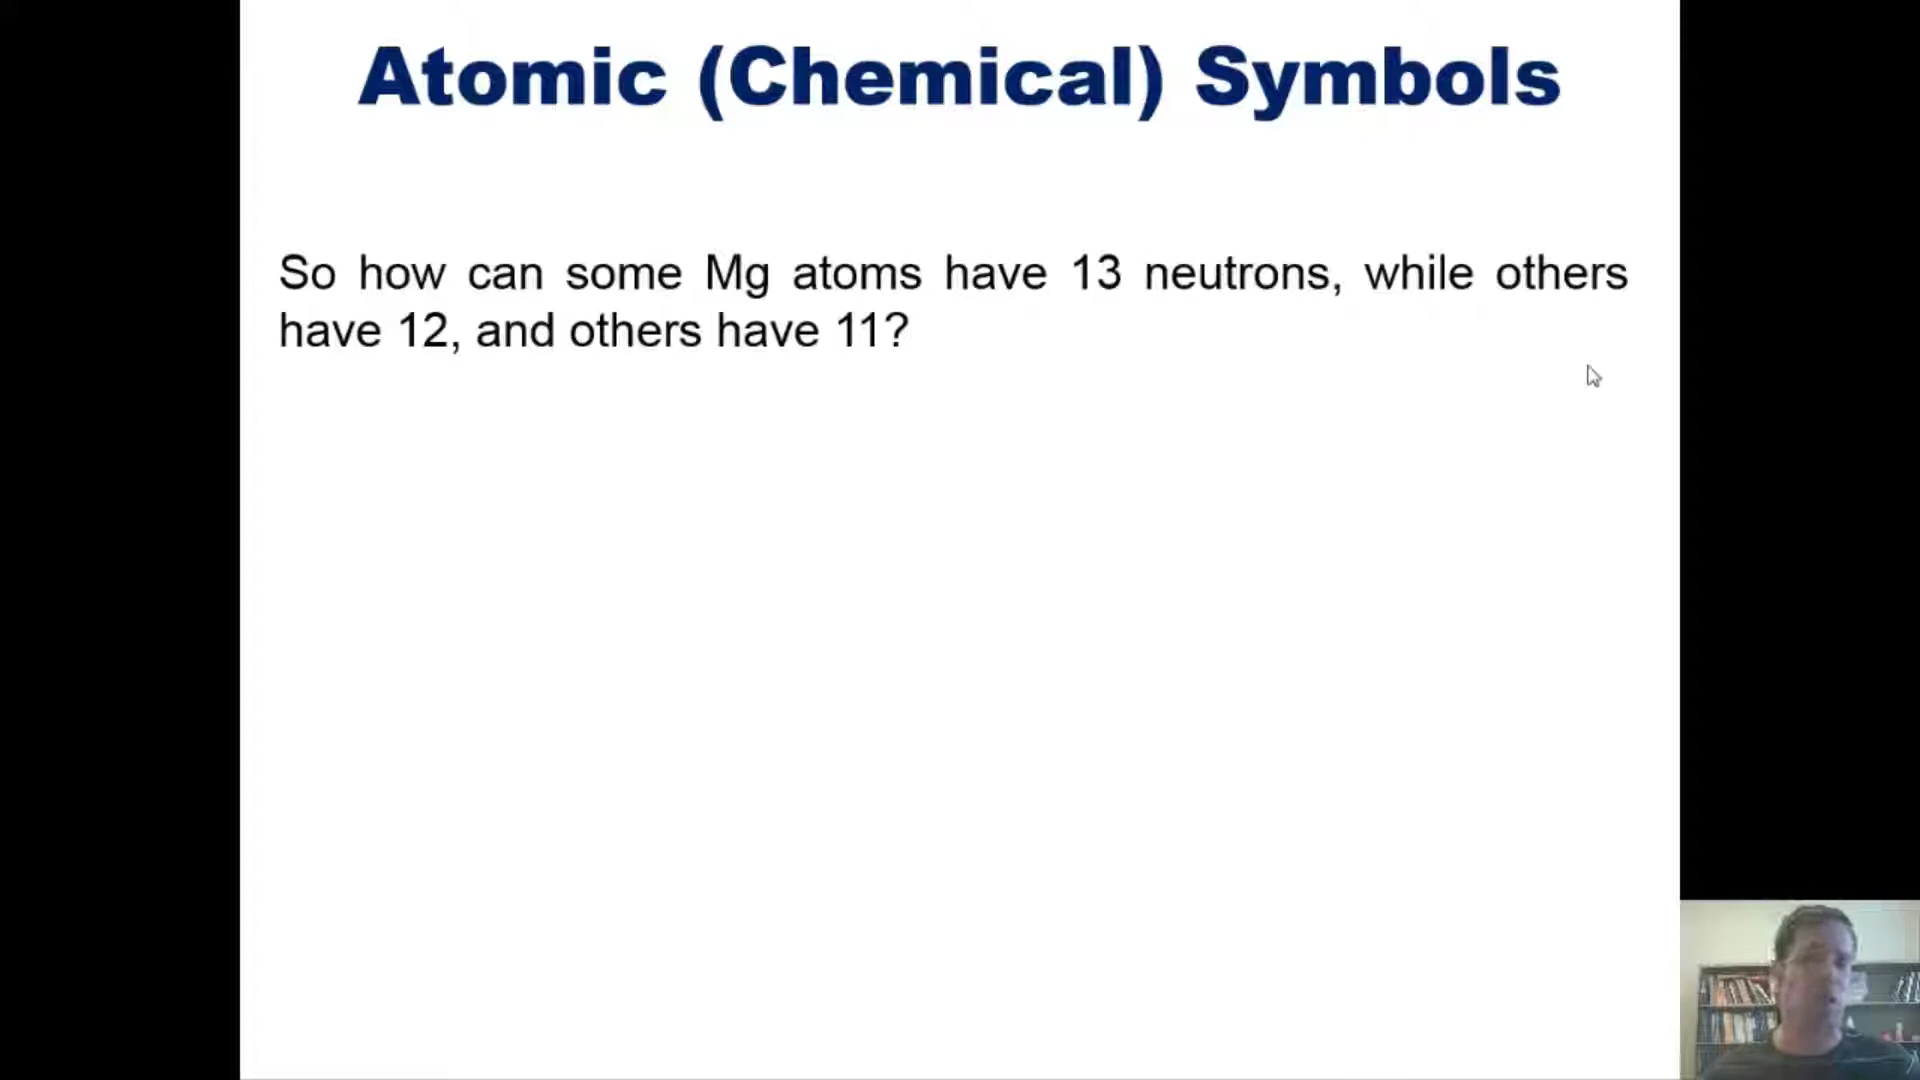 Atomic (Chemical) Symbols
So how can some Mg atoms have 13 neutrons, while others
have 12, and others have 11?